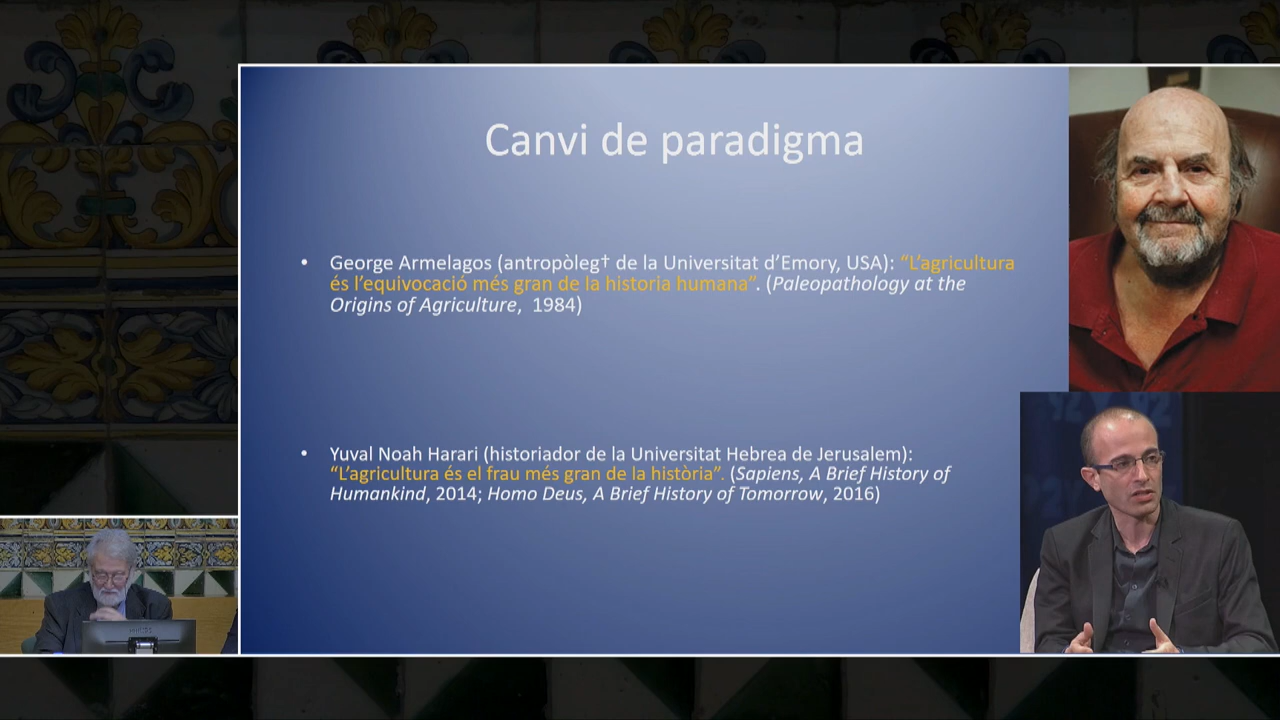 Canvi de paradigma
• George Armelagos (antropòleg† de la Universitat d’Emory, USA): “L’agricultura
és l’equivocació més gran de la historia humana”. (Paleopathology at the
Origins of Agriculture,  1984)
• Yuval Noah Harari (historiador de la Universitat Hebrea de Jerusalem):
“L’agricultura és el frau més gran de la història”. (Sapiens, A Brief History of
Humankind, 2014; Homo Deus, A Brief History of Tomorrow, 2016)
PHILIPS